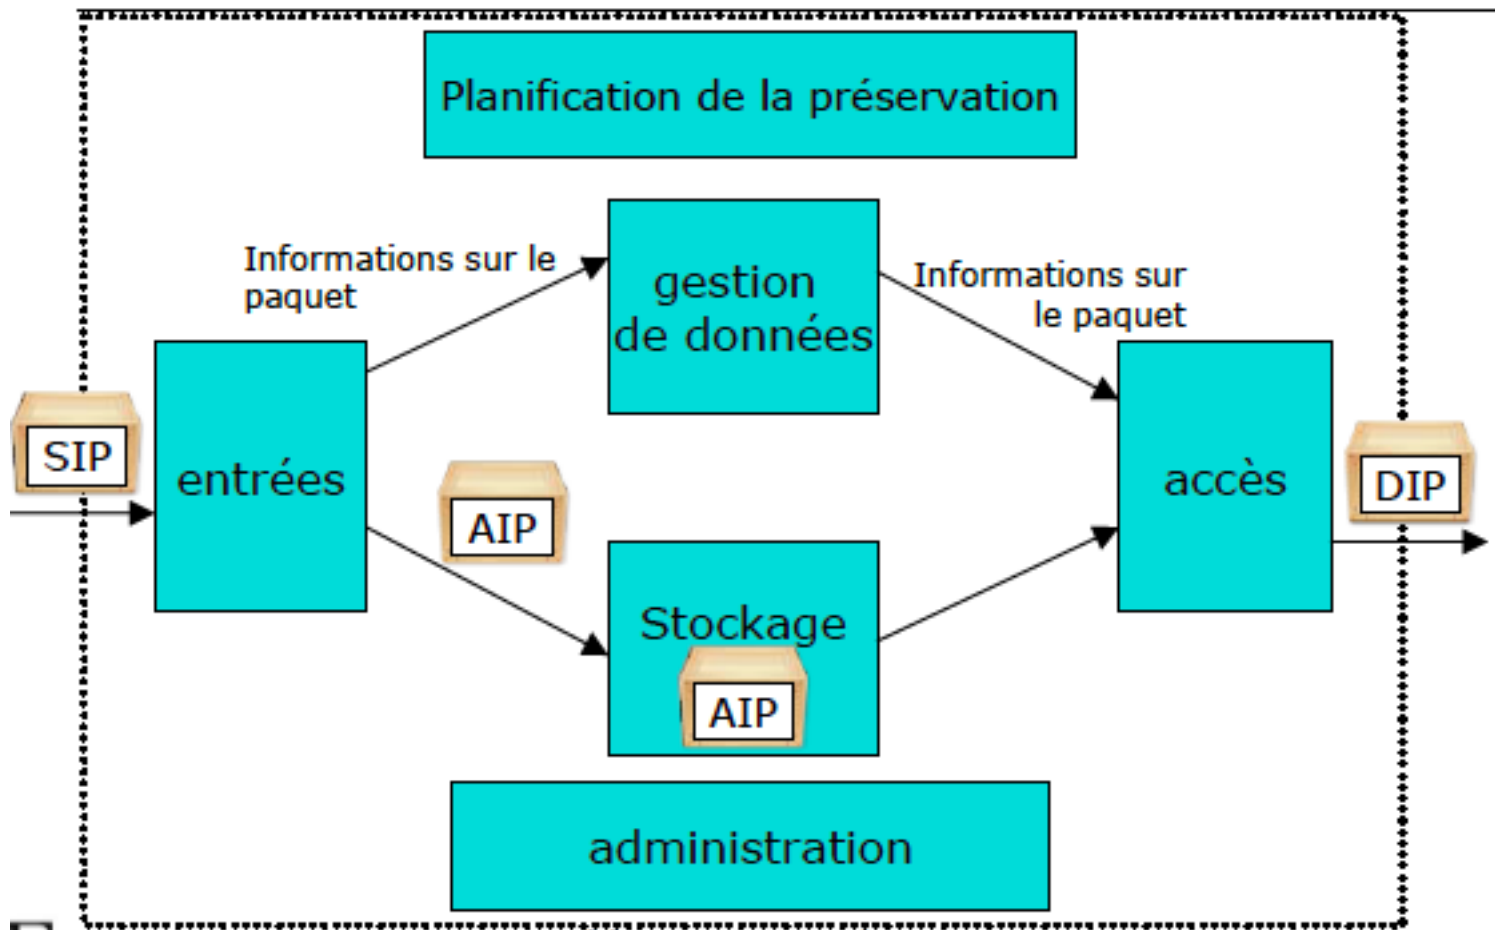 Planification de la préservation
Informations sur le
paquet
gestion
de données
Informations sur
le paquet
SIP
entrées
AIP
accès
DIP
Stockage
AIP
administration